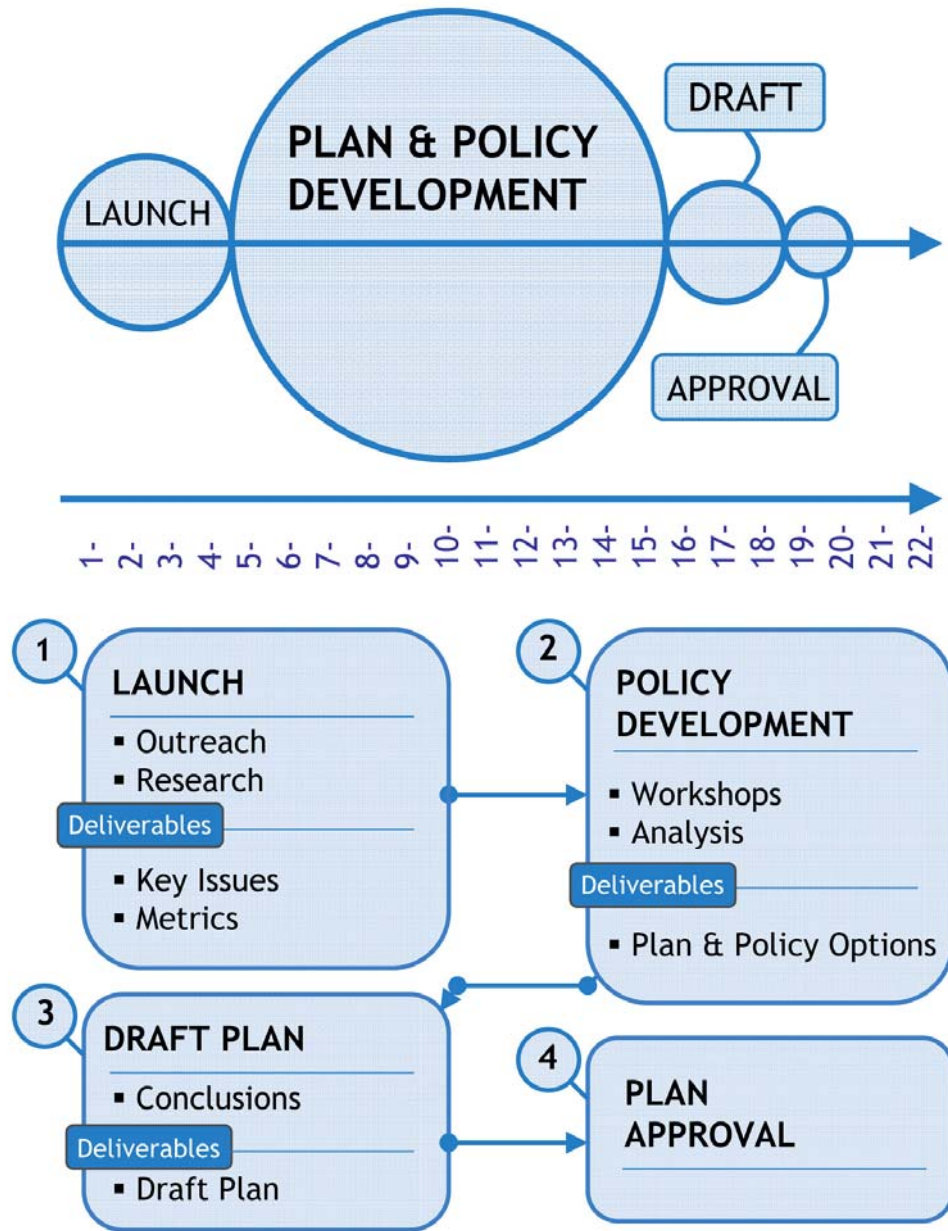 PLAN & POLICY
DEVELOPMENT
DRAFT
LAUNCH
APPROVAL
1-
2-
3-
4-
5-
6-
7-
8-
9-
10-
11-
12-
13-
14-
15-
16-
17-
18-
19-
20-
21-
22-
1
LAUNCH
▪ Outreach
▪ Research
Deliverables
▪ Key Issues
▪ Metrics
2
POLICY
DEVELOPMENT
▪ Workshops
▪ Analysis
Deliverables
▪ Plan & Policy Options
3
DRAFT PLAN
▪ Conclusions
Deliverables
▪ Draft Plan
4
PLAN
APPROVAL